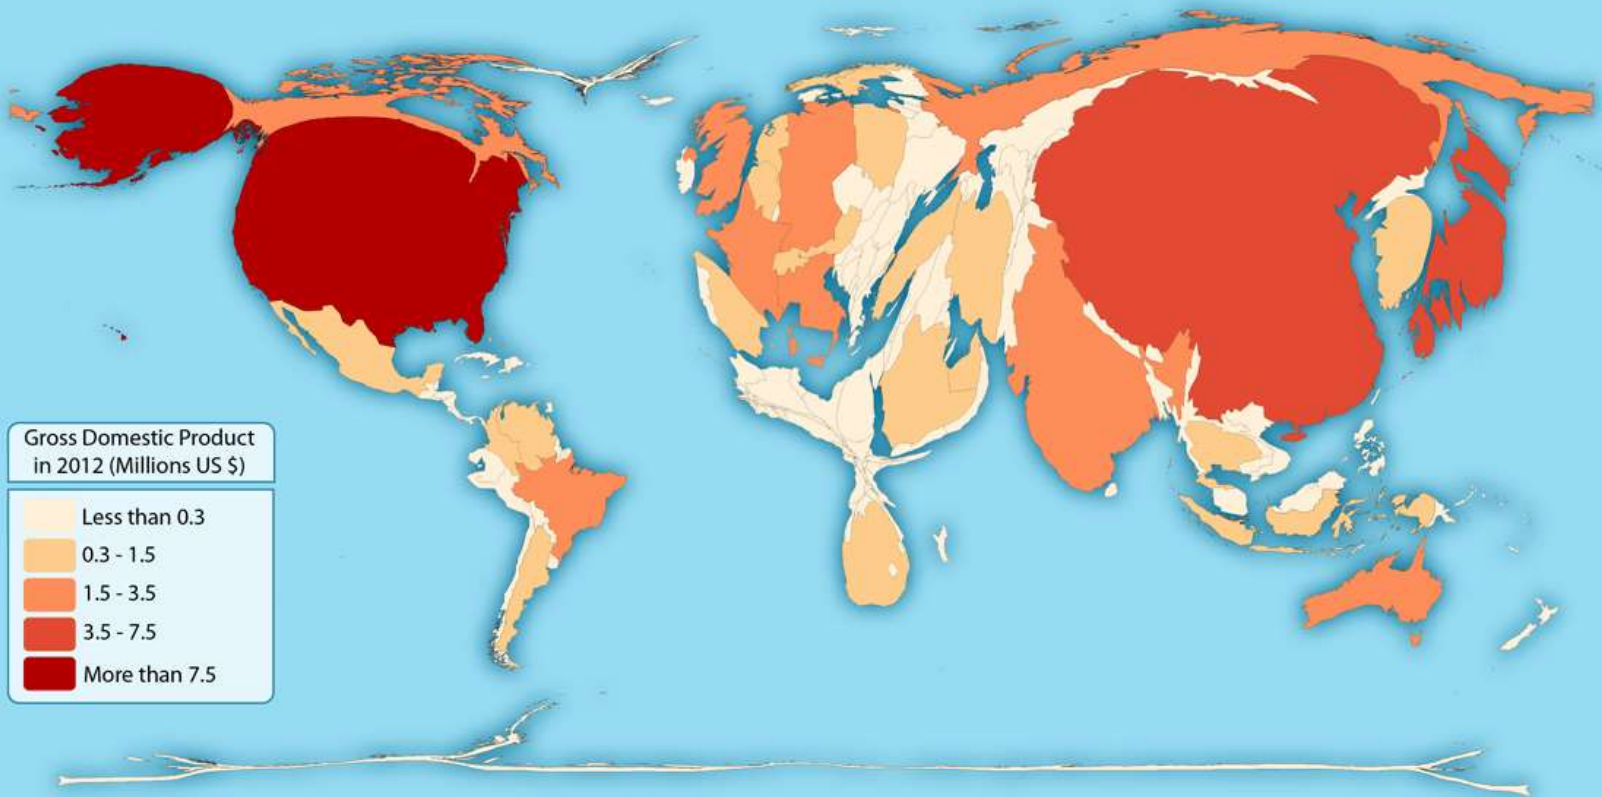 Gross Domestic Product
in 2012 (Millions US $)
Less than 0.3
0.3 - 1.5
1.5 - 3.5
3.5 - 7.5
More than 7.5